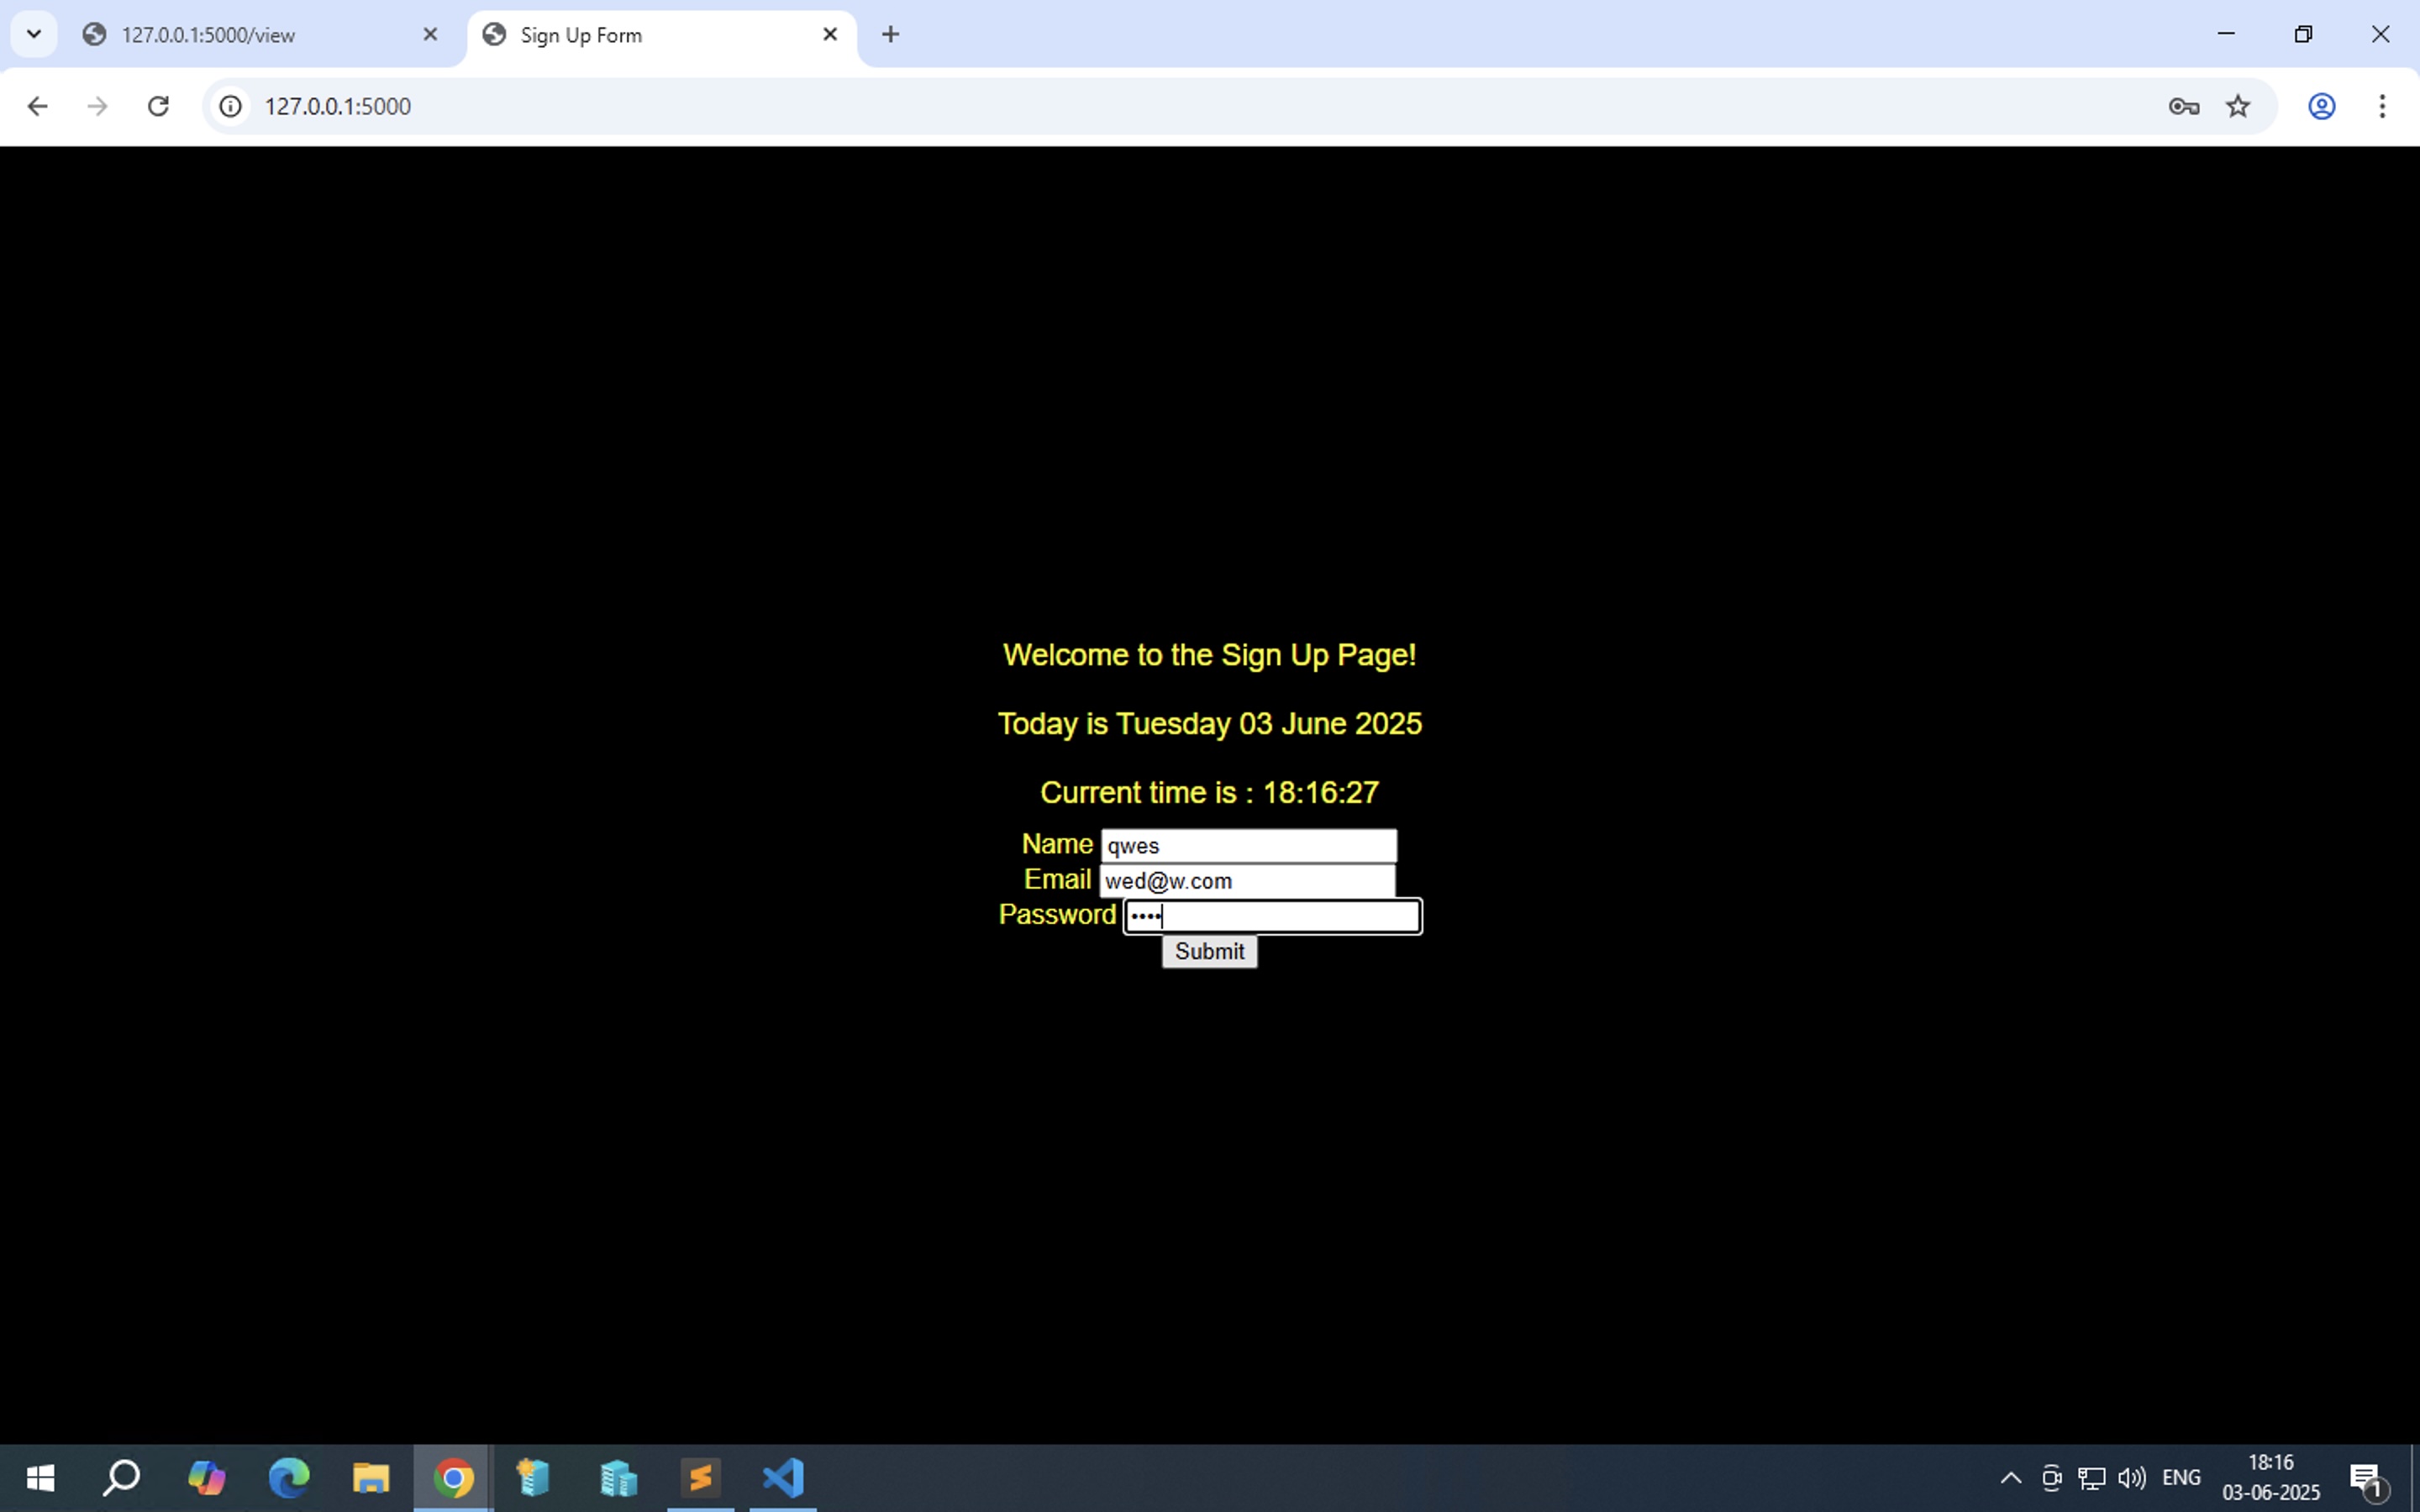 127.0.0.1:5000/view
Sign Up Form
127.0.0.1:5000
Welcome to the Sign Up Page!
Today is Tuesday 03 June 2025
Current time is : 18:16:27
Name qwes
Email wed@w.com
Password ••••
Submit
ENG
18:16
03-06-2025
1